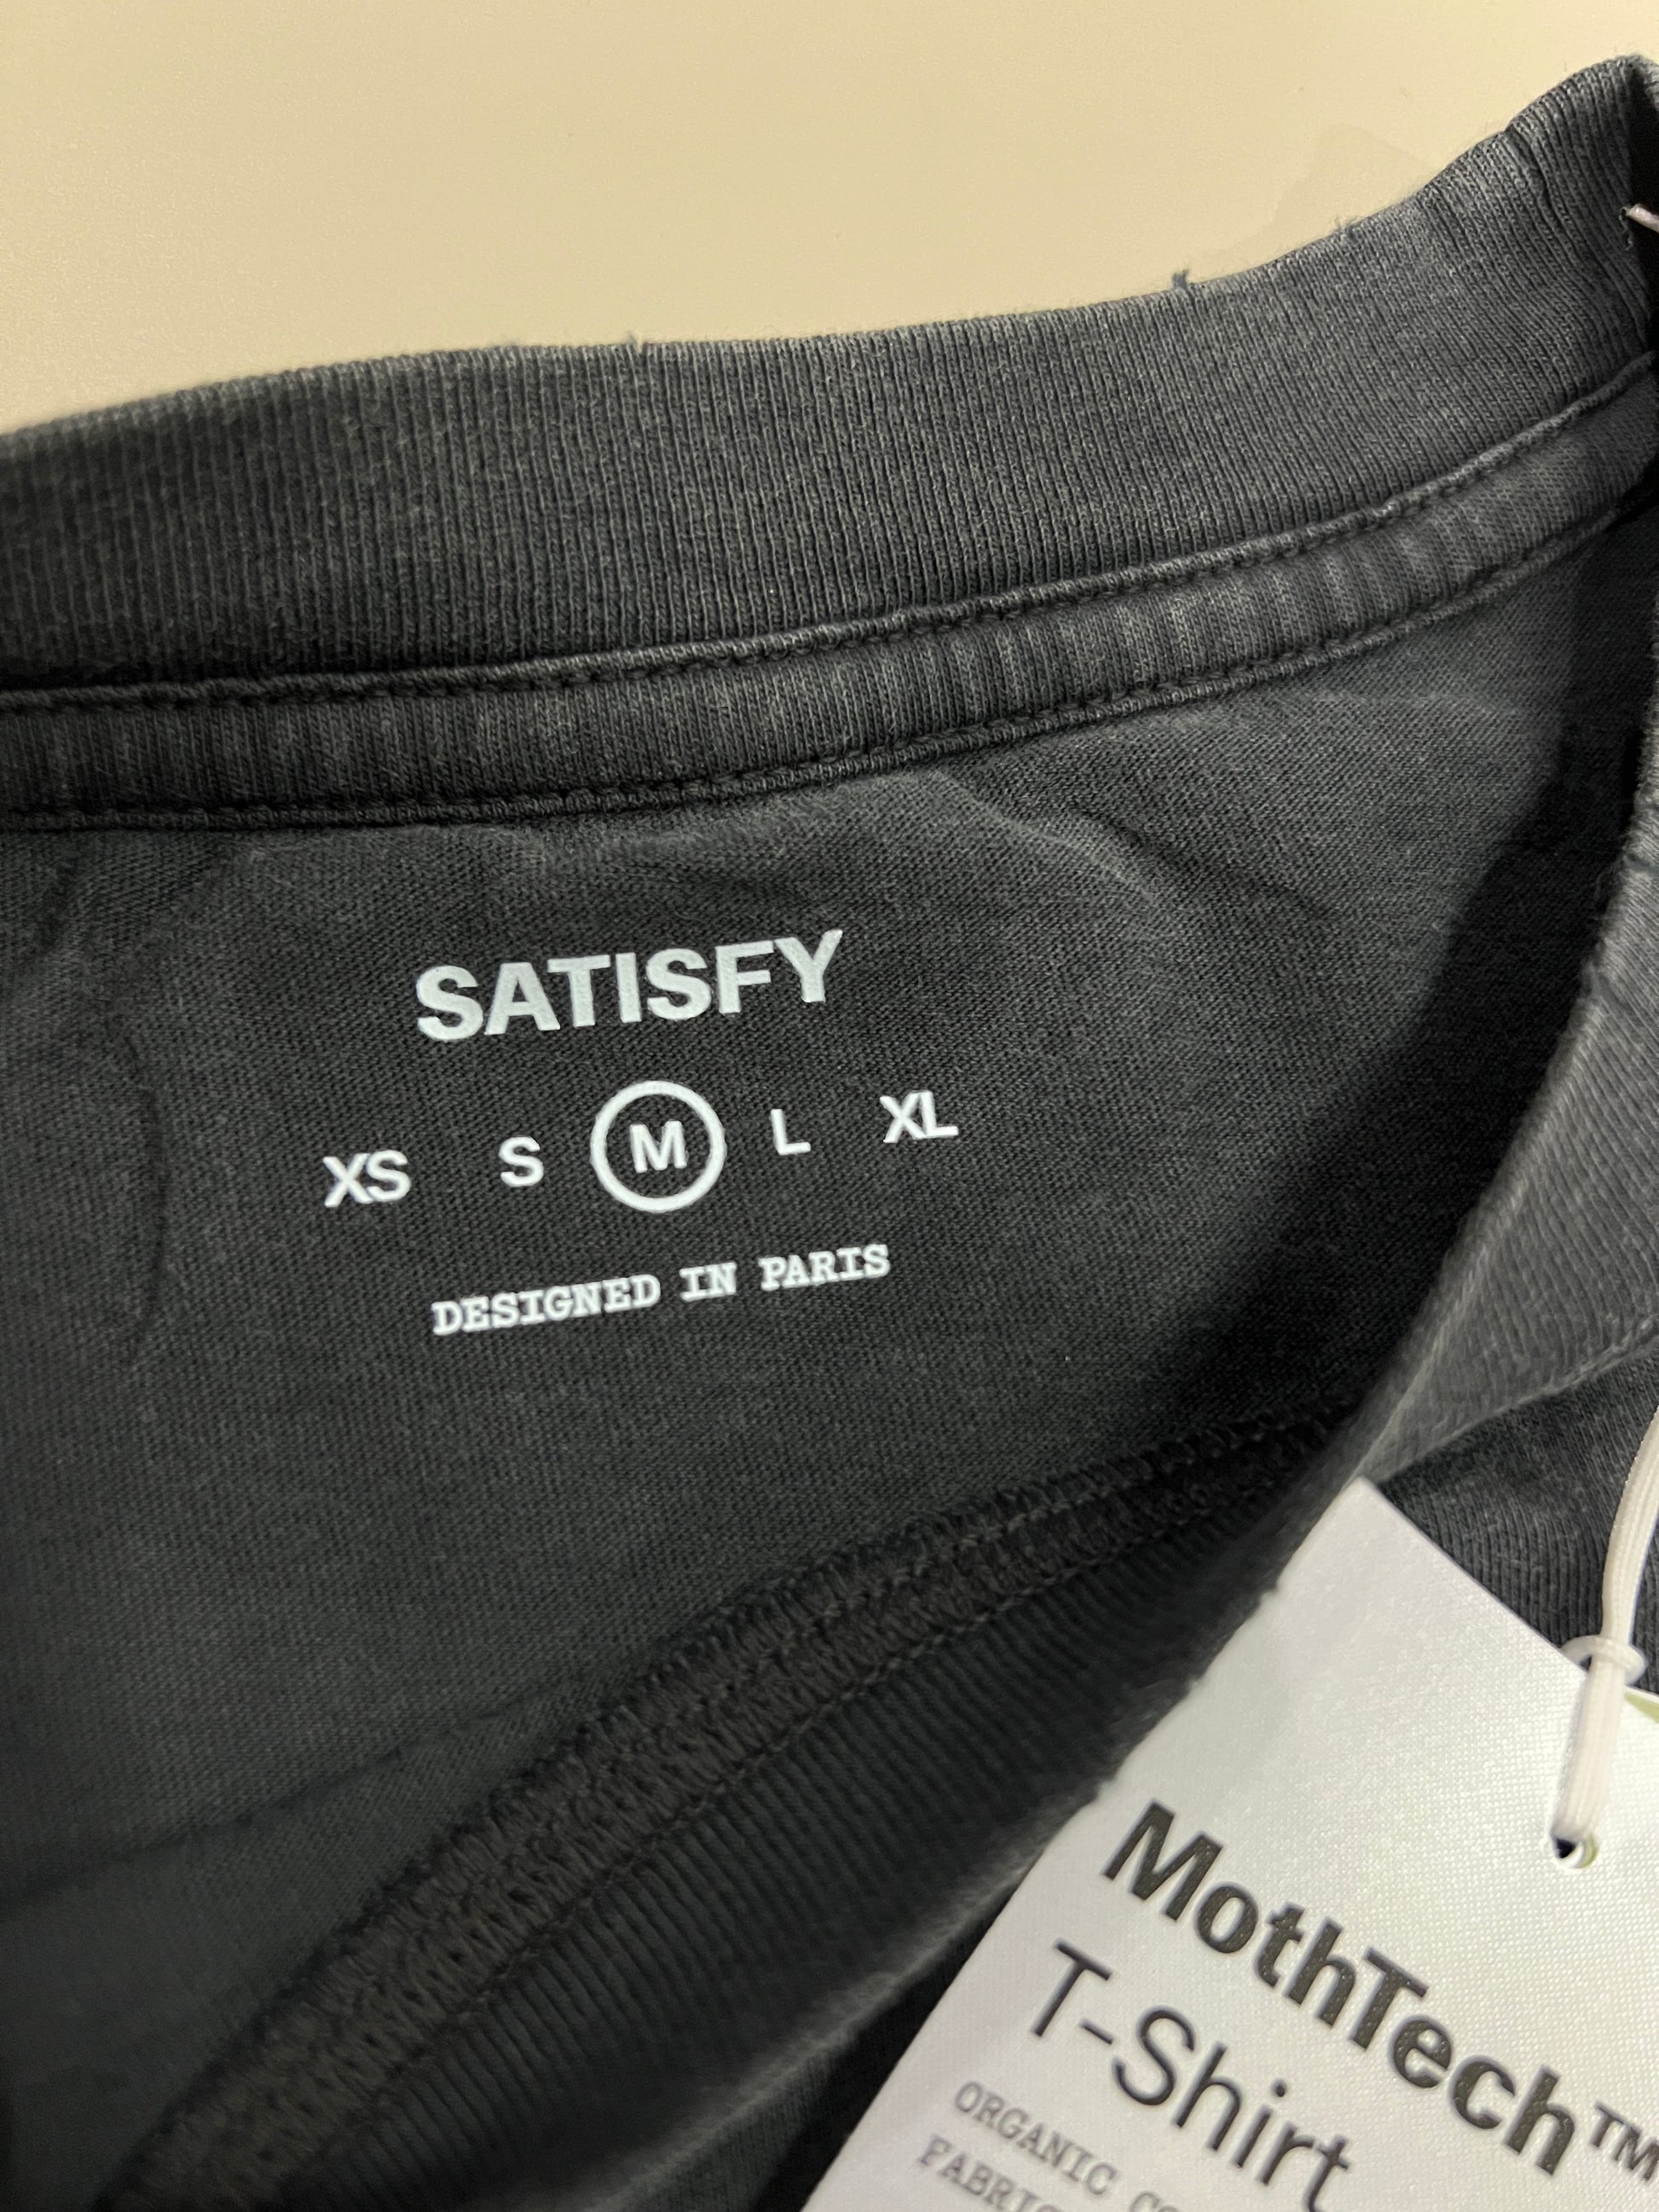 SATISFY
XS S M L XL
DESIGNED IN PARIS
MothTech™
T-Shirt
ORGANIC